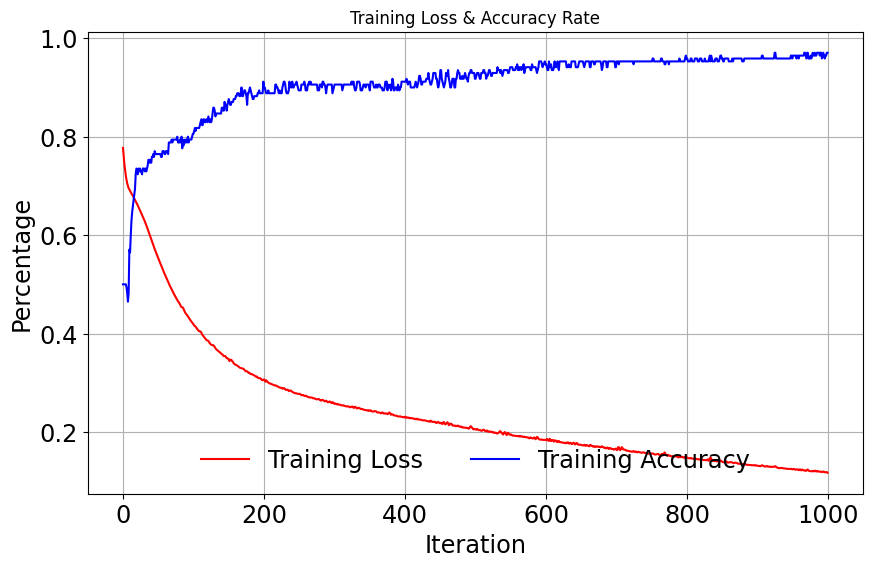 Training Loss & Accuracy Rate
1.0
0.8
0.6
0.4
0.2
Percentage
Training Loss
Training Accuracy
0
200
400
600
800
1000
Iteration